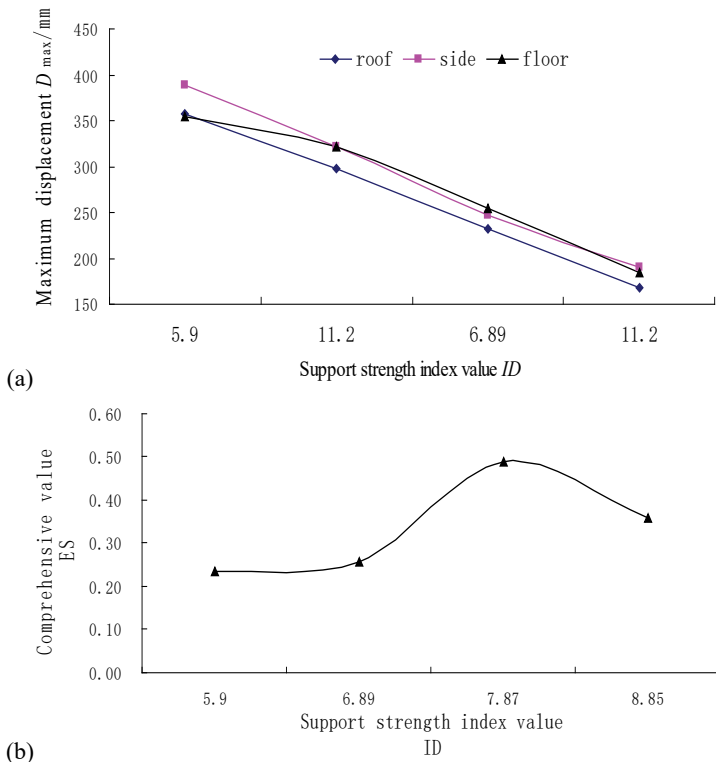 Maximum displacement D max/mm
450
400
350
300
250
200
150
roof side floor
5.9 11.2 6.89 11.2
Support strength index value ID
(a)
Comprehensive value
ES
0.60
0.50
0.40
0.30
0.20
0.10
0.00
5.9 6.89 7.87 8.85
Support strength index value
ID
(b)